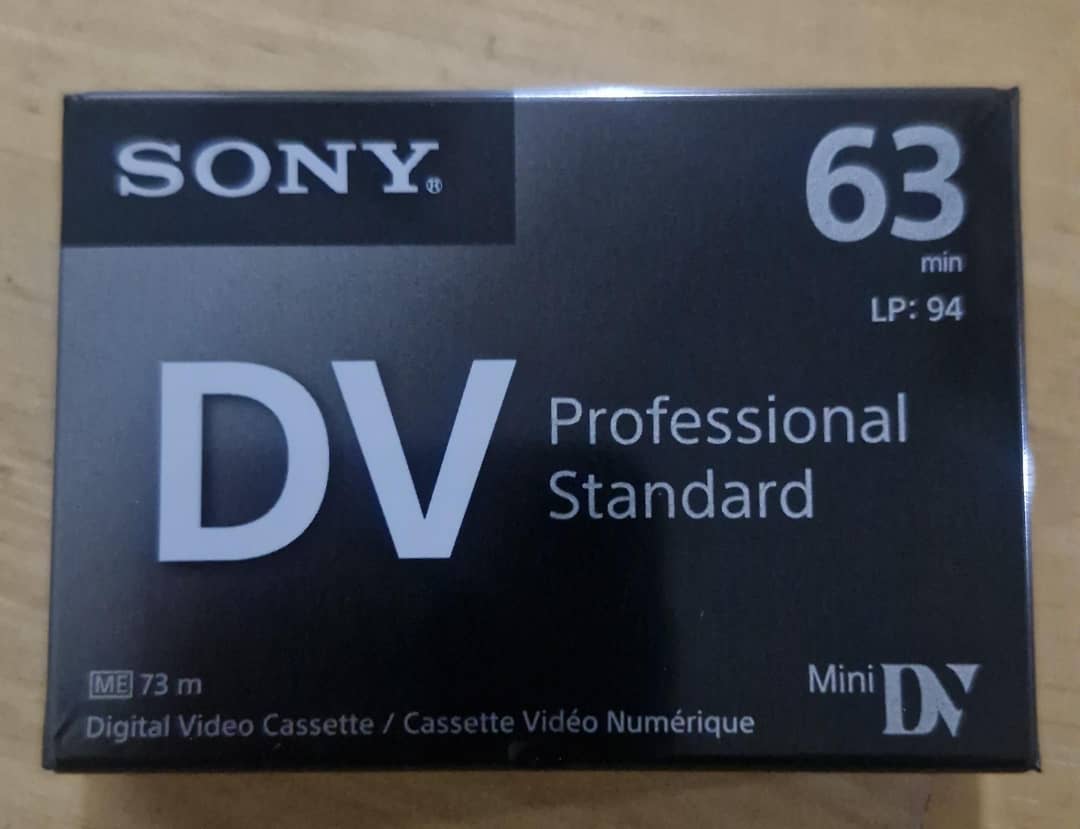 SONY®
63
min
LP: 94
DV
Professional
Standard
ME 73 m
Digital Video Cassette / Cassette Vidéo Numérique
Mini DV